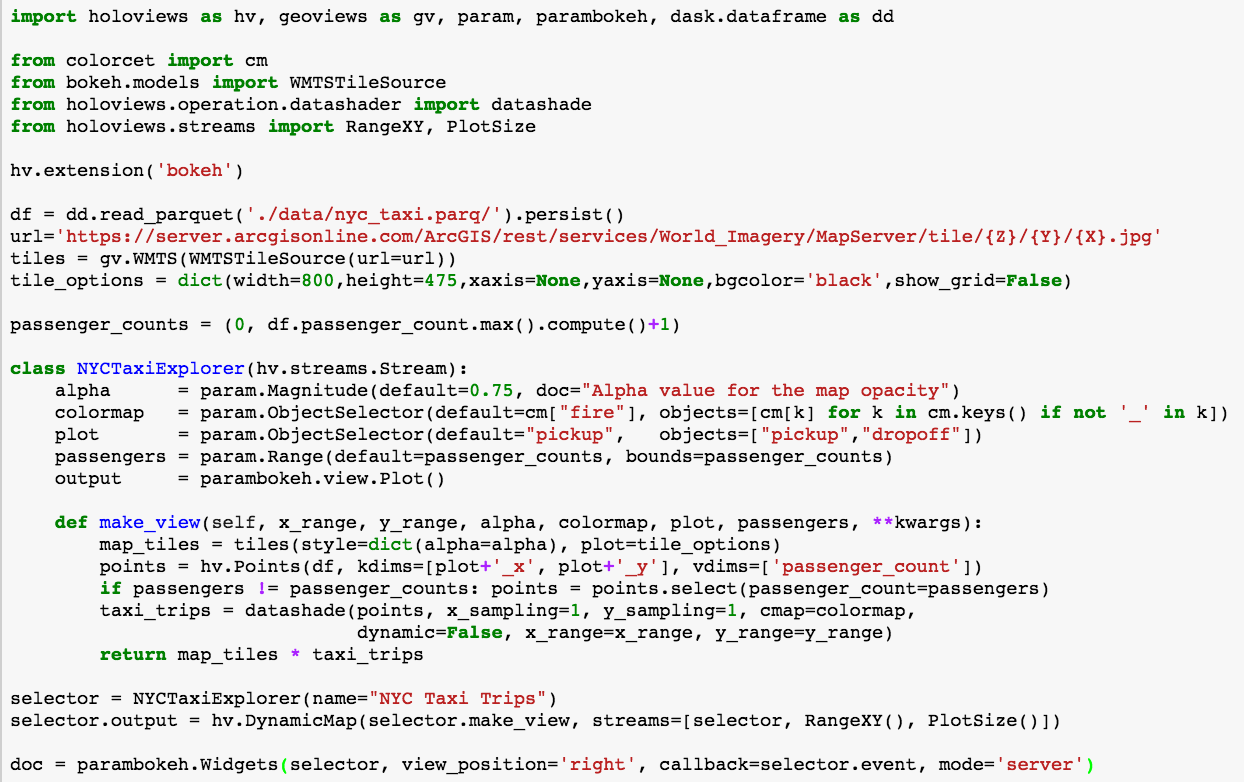 import holoviews as hv, geoviews as gv, param, parambokeh, dask.dataframe as dd
from colorcet import cm
from bokeh.models import WMTSTileSource
from holoviews.operation.datashader import datashade
from holoviews.streams import RangeXY, PlotSize
hv.extension('bokeh')
df = dd.read_parquet('./data/nyc_taxi.parq/').persist()
url='https://server.arcgisonline.com/ArcGIS/rest/services/World_Imagery/MapServer/tile/{Z}/{Y}/{X}.jpg'
tiles = gv.WMTS(WMTSTileSource(url=url))
tile_options = dict(width=800,height=475,xaxis=None,yaxis=None,bgcolor='black',show_grid=False)
passenger_counts = (0, df.passenger_count.max().compute()+1)
class NYCTaxiExplorer(hv.streams.Stream):
    alpha      = param.Magnitude(default=0.75, doc="Alpha value for the map opacity")
    colormap   = param.ObjectSelector(default=cm["fire"], objects=[cm[k] for k in cm.keys() if not '_' in k])
    plot       = param.ObjectSelector(default="pickup",   objects=["pickup","dropoff"])
    passengers = param.Range(default=passenger_counts, bounds=passenger_counts)
    output     = parambokeh.view.Plot()
    def make_view(self, x_range, y_range, alpha, colormap, plot, passengers, **kwargs):
        map_tiles = tiles(style=dict(alpha=alpha), plot=tile_options)
        points = hv.Points(df, kdims=[plot+'_x', plot+'_y'], vdims=['passenger_count'])
        if passengers != passenger_counts: points = points.select(passenger_count=passengers)
        taxi_trips = datashade(points, x_sampling=1, y_sampling=1, cmap=colormap,
                               dynamic=False, x_range=x_range, y_range=y_range)
        return map_tiles * taxi_trips
selector = NYCTaxiExplorer(name="NYC Taxi Trips")
selector.output = hv.DynamicMap(selector.make_view, streams=[selector, RangeXY(), PlotSize()])
doc = parambokeh.Widgets(selector, view_position='right', callback=selector.event, mode='server')